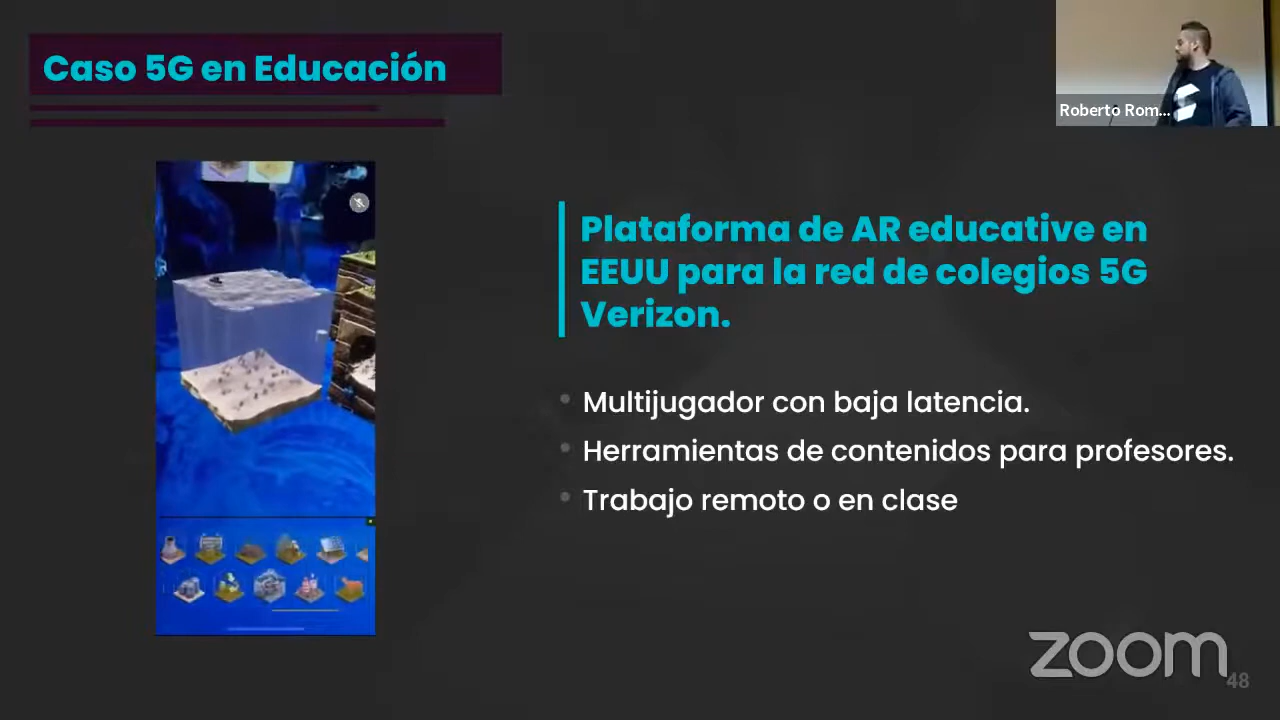 Caso 5G en Educación
Roberto Rom...
Plataforma de AR educative en
EEUU para la red de colegios 5G
Verizon.
Multijugador con baja latencia.
Herramientas de contenidos para profesores.
Trabajo remoto o en clase
zoom
48